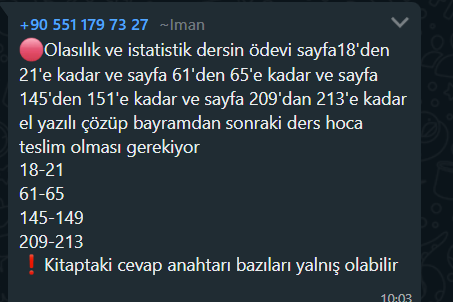 +90 551 179 73 27 ~Iman
🔴Olasılık ve istatistik dersin ödevi sayfa18'den
21'e kadar ve sayfa 61'den 65'e kadar ve sayfa
145'den 151'e kadar ve sayfa 209'dan 213'e kadar
el yazılı çözüp bayramdan sonraki ders hoca
teslim olması gerekiyor
18-21
61-65
145-149
209-213
❗Kitaptaki cevap anahtarı bazıları yalnış olabilir
10:03